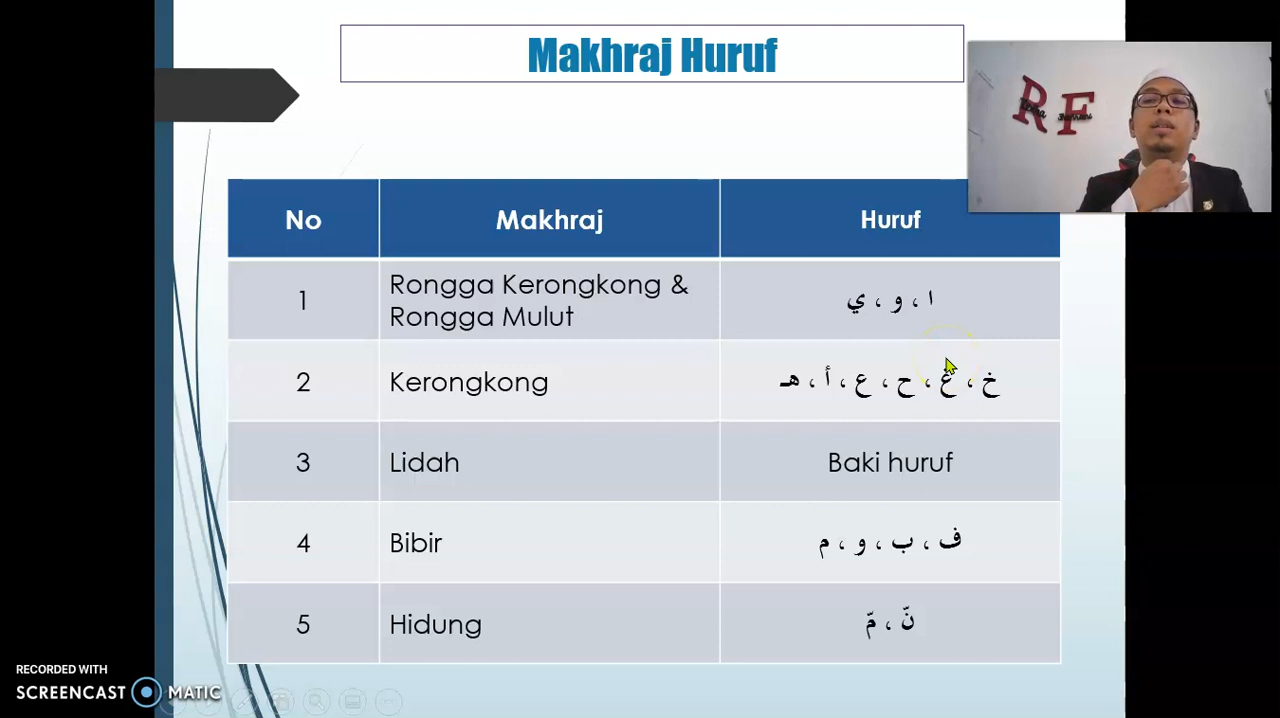 Makhraj Huruf
R F
No Makhraj Huruf
1 Rongga Kerongkong & ا ، و ، ي
Rongga Mulut
2 Kerongkong خ ، غ ، ح ، ع ، أ ، هـ
3 Lidah Baki huruf
4 Bibir ف ، ب ، و ، م
5 Hidung نّ ، مّ
RECORDED WITH
SCREENCAST MATIC